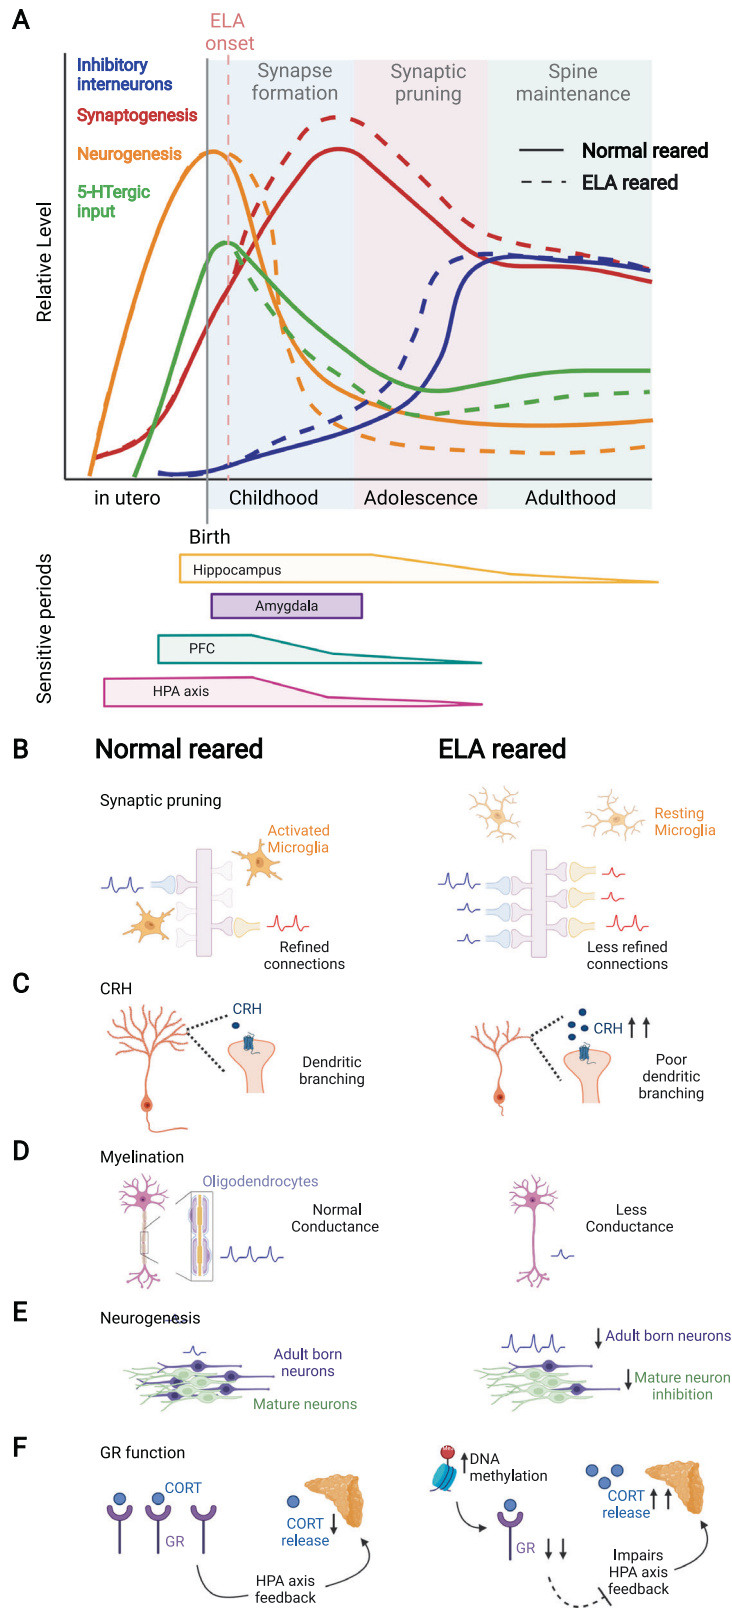 A
ELA
onset
Inhibitory
interneurons
Synaptogenesis
Neurogenesis
5-HTergic
input
Synapse
formation
Synaptic
pruning
Spine
maintenance
Normal reared
ELA reared
Relative Level
in utero
Childhood
Adolescence
Adulthood
Birth
Sensitive periods
Hippocampus
Amygdala
PFC
HPA axis
B
Normal reared
ELA reared
Synaptic pruning
Activated
Microglia
Resting
Microglia
Refined
connections
Less refined
connections
C
CRH
CRH
Dendritic
branching
CRH
Poor
dendritic
branching
D
Myelination
Oligodendrocytes
Normal
Conductance
Less
Conductance
E
Neurogenesis
Adult born
neurons
Mature neurons
Adult born neurons
Mature neuron
inhibition
F
GR function
CORT
GR
CORT
release
HPA axis
feedback
DNA
methylation
GR
CORT
release
Impairs
HPA axis
feedback